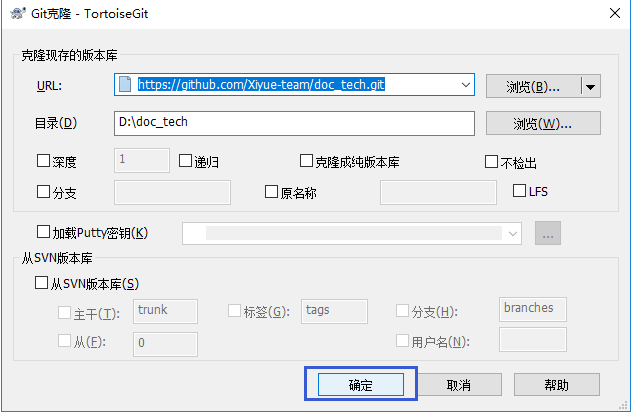 Git克隆 - TortoiseGit
克隆现存的版本库
URL: https://github.com/Xiyue-team/doc_tech.git 浏览(B)...
目录(D) D:\doc_tech 浏览(W)...
深度 1 递归 克隆成纯版本库 不检出
分支 原名称 LFS
加载Putty密钥(K) ...
从SVN版本库
从SVN版本库(S)
主干(T): trunk 标签(G): tags 分支(H): branches
从(F): 0 用户名(N):
确定 取消 帮助